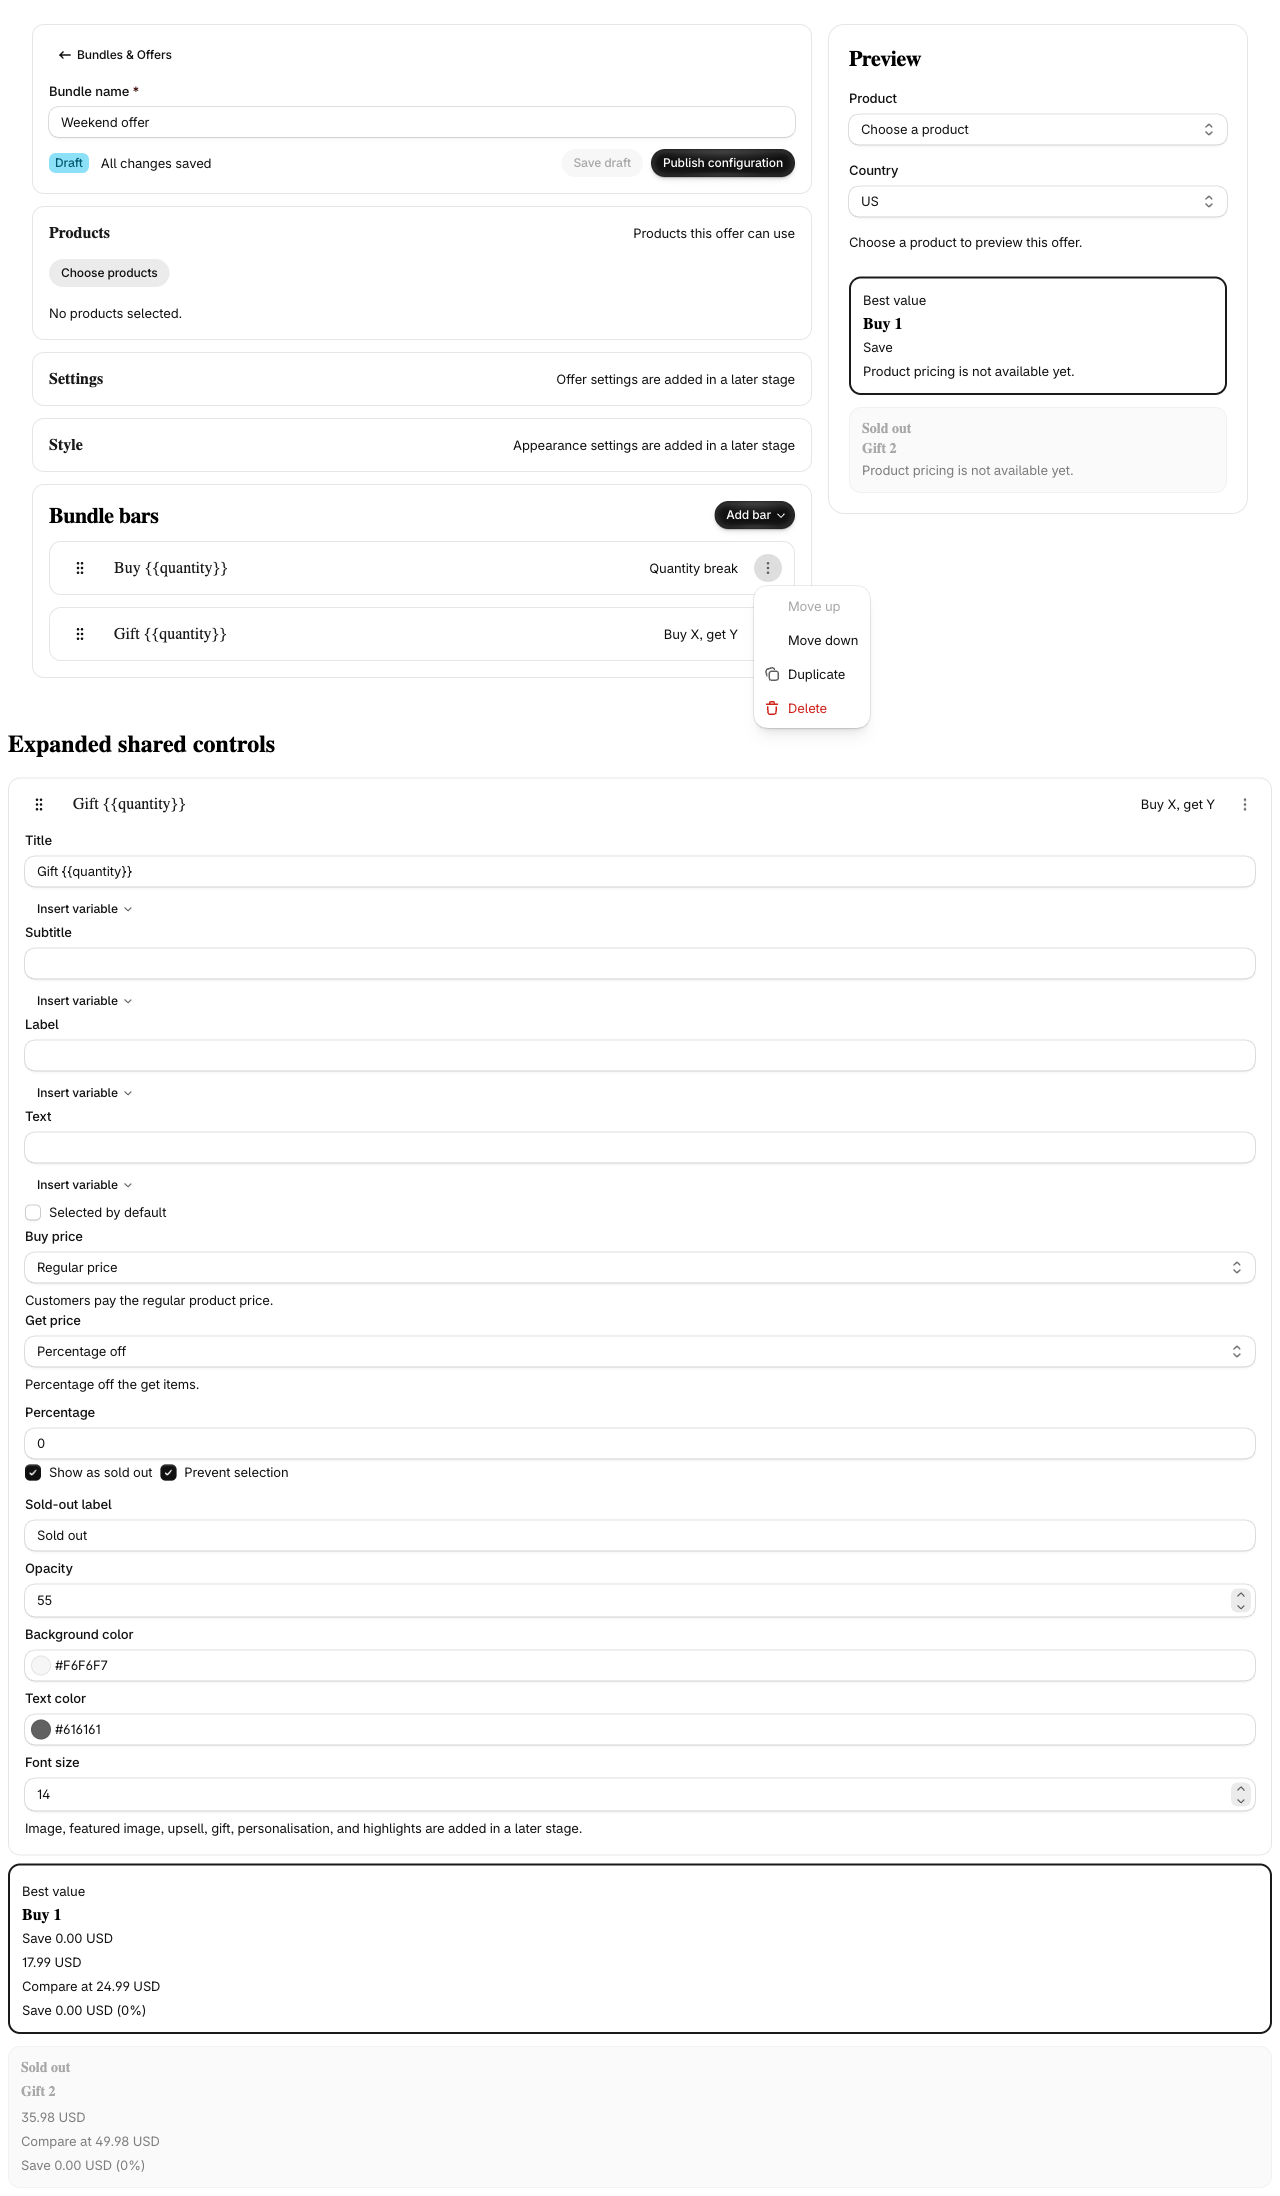 Bundles & Offers
Bundle name *
Weekend offer
Draft All changes saved Save draft Publish configuration
Products Products this offer can use
Choose products
No products selected.
Settings Offer settings are added in a later stage
Style Appearance settings are added in a later stage
Bundle bars Add bar
Buy {{quantity}} Quantity break
Gift {{quantity}} Buy X, get Y
Move up
Move down
Duplicate
Delete
Preview
Product
Choose a product
Country
US
Choose a product to preview this offer.
Best value
Buy 1
Save
Product pricing is not available yet.
Sold out
Gift 2
Product pricing is not available yet.
Expanded shared controls
Gift {{quantity}} Buy X, get Y
Title
Gift {{quantity}}
Insert variable
Subtitle
Insert variable
Label
Insert variable
Text
Insert variable
Selected by default
Buy price
Regular price
Customers pay the regular product price.
Get price
Percentage off
Percentage off the get items.
Percentage
0
Show as sold out Prevent selection
Sold-out label
Sold out
Opacity
55
Background color
#F6F6F7
Text color
#616161
Font size
14
Image, featured image, upsell, gift, personalisation, and highlights are added in a later stage.
Best value
Buy 1
Save 0.00 USD
17.99 USD
Compare at 24.99 USD
Save 0.00 USD (0%)
Sold out
Gift 2
35.98 USD
Compare at 49.98 USD
Save 0.00 USD (0%)